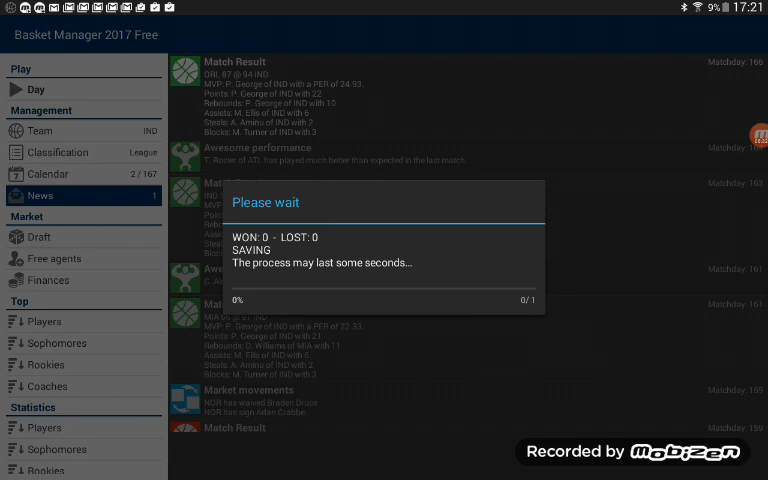 9% 17:21
Basket Manager 2017 Free
Play
Day
Management
Team IND
Classification League
Calendar 2 / 167
News 1
Market
Draft
Free agents
Finances
Top
Players
Sophomores
Rookies
Coaches
Statistics
Players
Sophomores
Rookies
Match Result Matchday: 166
ORL 87 @ 94 IND
MVP: P. George of IND with a PER of 24.93.
Points: P. George of IND with 22
Rebounds: P. George of IND with 10
Assists: M. Ellis of IND with 6
Steals: A. Aminu of IND with 2
Blocks: M. Turner of IND with 3
Awesome performance
T. Rozier of ATL has played much better than expected in the last match.
Matchday: 163
Please wait
WON: 0 - LOST: 0
SAVING
The process may last some seconds...
0% 0/ 1
Matchday: 161
Matchday: 161
MVP: P. George of IND with a PER of 22.33.
Points: P. George of IND with 21
Rebounds: D. Williams of MIA with 11
Assists: M. Ellis of IND with 6
Steals: A. Aminu of IND with 2
Blocks: M. Turner of IND with 3
Market movements Matchday: 159
NOR has waived Braden Druce
NOR has sign Adan Crabbe
Match Result Matchday: 159
Recorded by Mobizen